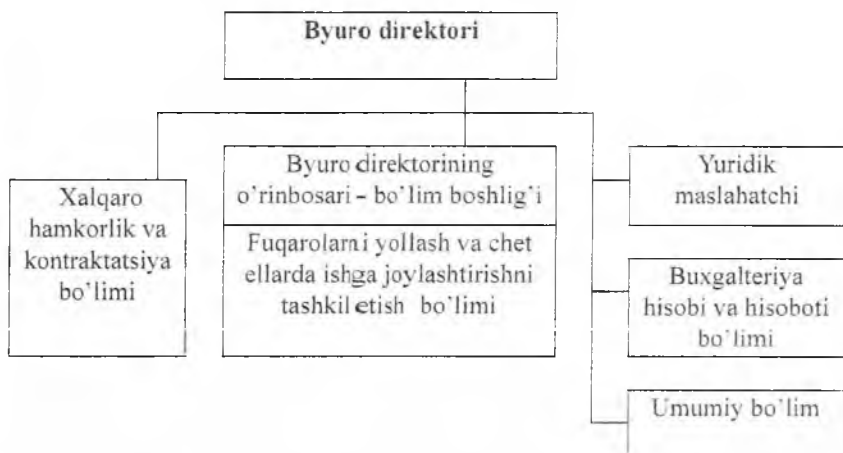 Byuro direktori
Xalqaro
hamkorlik va
kontraktatsiya
bo'limi
Byuro direktorining
o'rinbosari – bo'lim boshlig'i
Fuqarolarni yollash va chet
ellarda ishga joylashtirishni
tashkil etish bo'limi
Yuridik
maslahatchi
Buxgalteriya
hisobi va hisoboti
bo'limi
Umumiy bo'lim